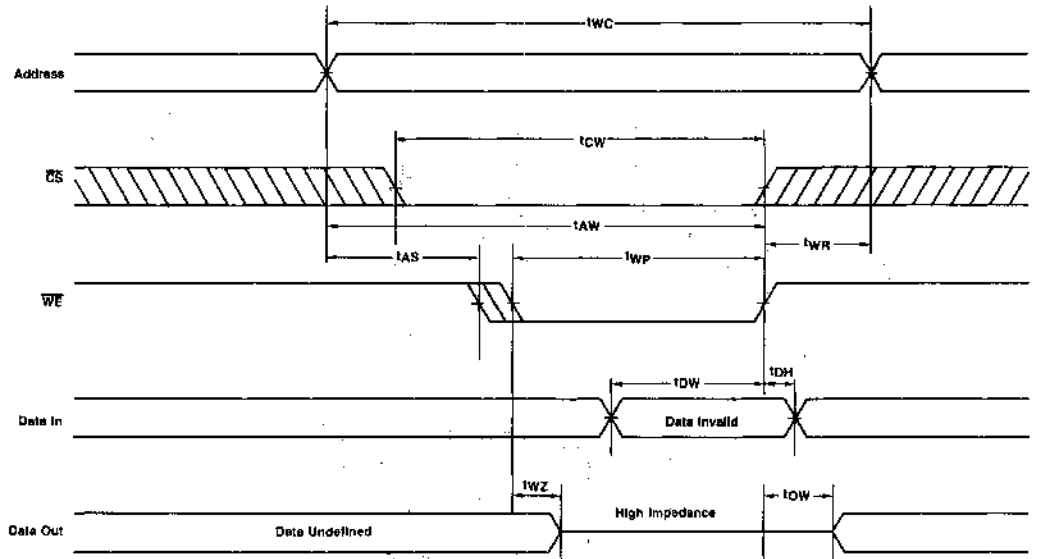 tWC
Address
tCW
CS
tAW
tAS
tWP
tWR
WE
tDW
tDH
Data In
Data Invalid
tWZ
tOW
High Impedance
Data Out
Data Undefined